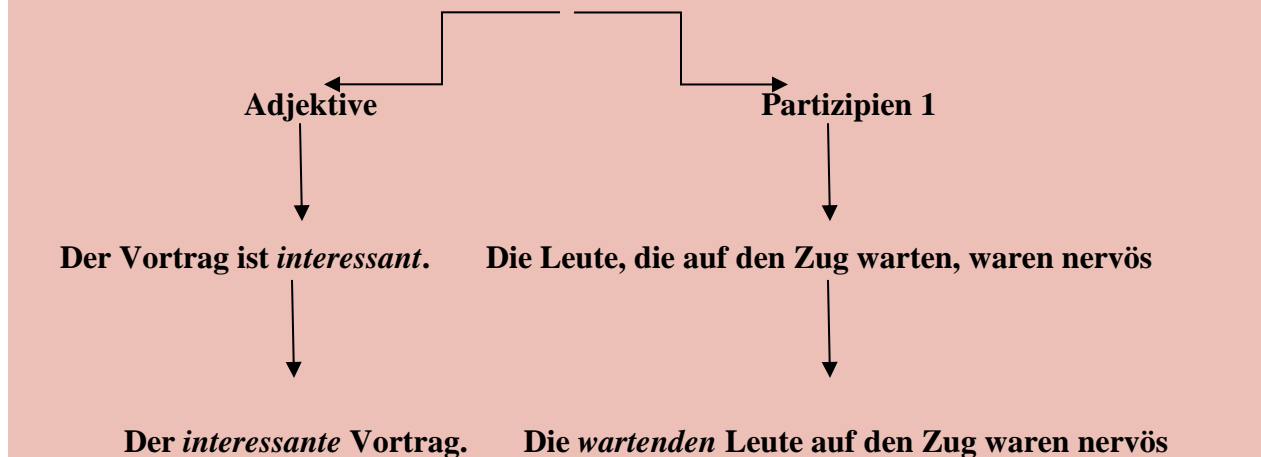 Adjektive Partizipien 1
Der Vortrag ist interessant. Die Leute, die auf den Zug warten, waren nervös
Der interessante Vortrag. Die wartenden Leute auf den Zug waren nervös